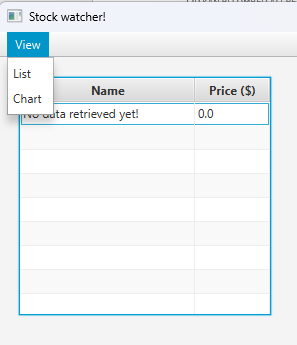 Stock watcher!
View
List
Chart
Name Price ($)
No data retrieved yet! 0.0